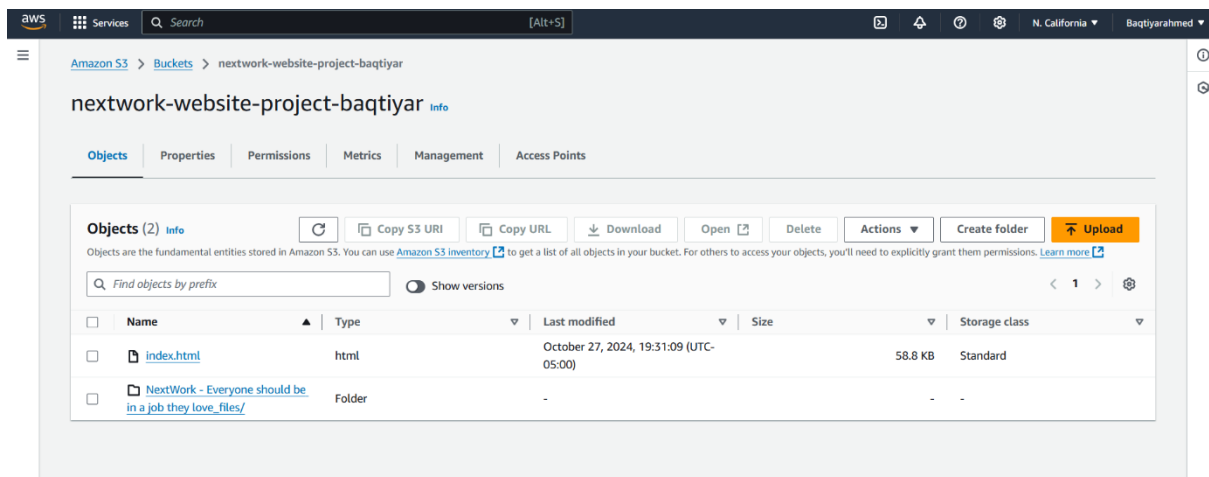 aws Services Search [Alt+S] N. California ▼ Baqtiyarahmed ▼
Amazon S3 > Buckets > nextwork-website-project-baqtiyar
nextwork-website-project-baqtiyar Info
Objects Properties Permissions Metrics Management Access Points
Objects (2) Info Copy S3 URI Copy URL Download Open Delete Actions ▼ Create folder Upload
Objects are the fundamental entities stored in Amazon S3. You can use Amazon S3 inventory to get a list of all objects in your bucket. For others to access your objects, you'll need to explicitly grant them permissions. Learn more
Find objects by prefix Show versions < 1 >
Name ▲ Type Last modified Size Storage class
index.html html October 27, 2024, 19:31:09 (UTC-
05:00) 58.8 KB Standard
NextWork - Everyone should be
in a job they love_files/ Folder - - -